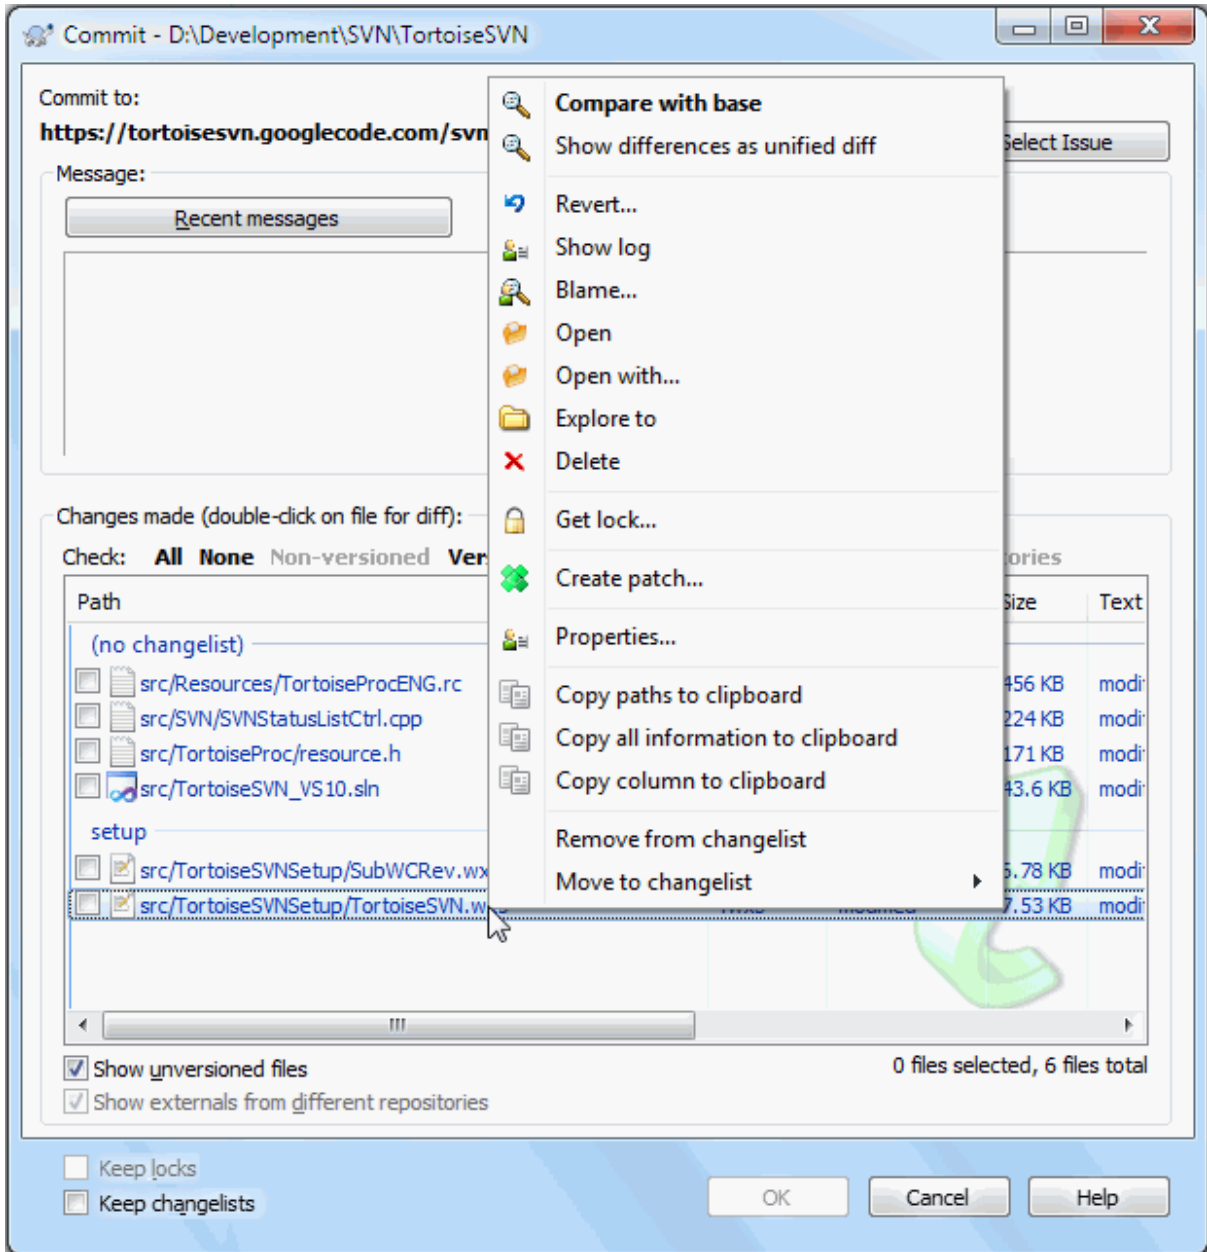 Commit - D:\Development\SVN\TortoiseSVN
Commit to:
https://tortoisesvn.googlecode.com/svn
Select Issue
Message:
Recent messages
Compare with base
Show differences as unified diff
Revert...
Show log
Blame...
Open
Open with...
Explore to
Delete
Get lock...
Create patch...
Properties...
Copy paths to clipboard
Copy all information to clipboard
Copy column to clipboard
Remove from changelist
Move to changelist
Changes made (double-click on file for diff):
Check: All None Non-versioned Ver
ories
Path Size Text
(no changelist)
src/Resources/TortoiseProcENG.rc 456 KB modi
src/SVN/SVNStatusListCtrl.cpp 224 KB modi
src/TortoiseProc/resource.h 171 KB modi
src/TortoiseSVN_VS10.sln 43.6 KB modi
setup
src/TortoiseSVNSetup/SubWCRev.wx 5.78 KB modi
src/TortoiseSVNSetup/TortoiseSVN.w 7.53 KB modi
Show unversioned files
0 files selected, 6 files total
Show externals from different repositories
Keep locks
Keep changelists
OK Cancel Help